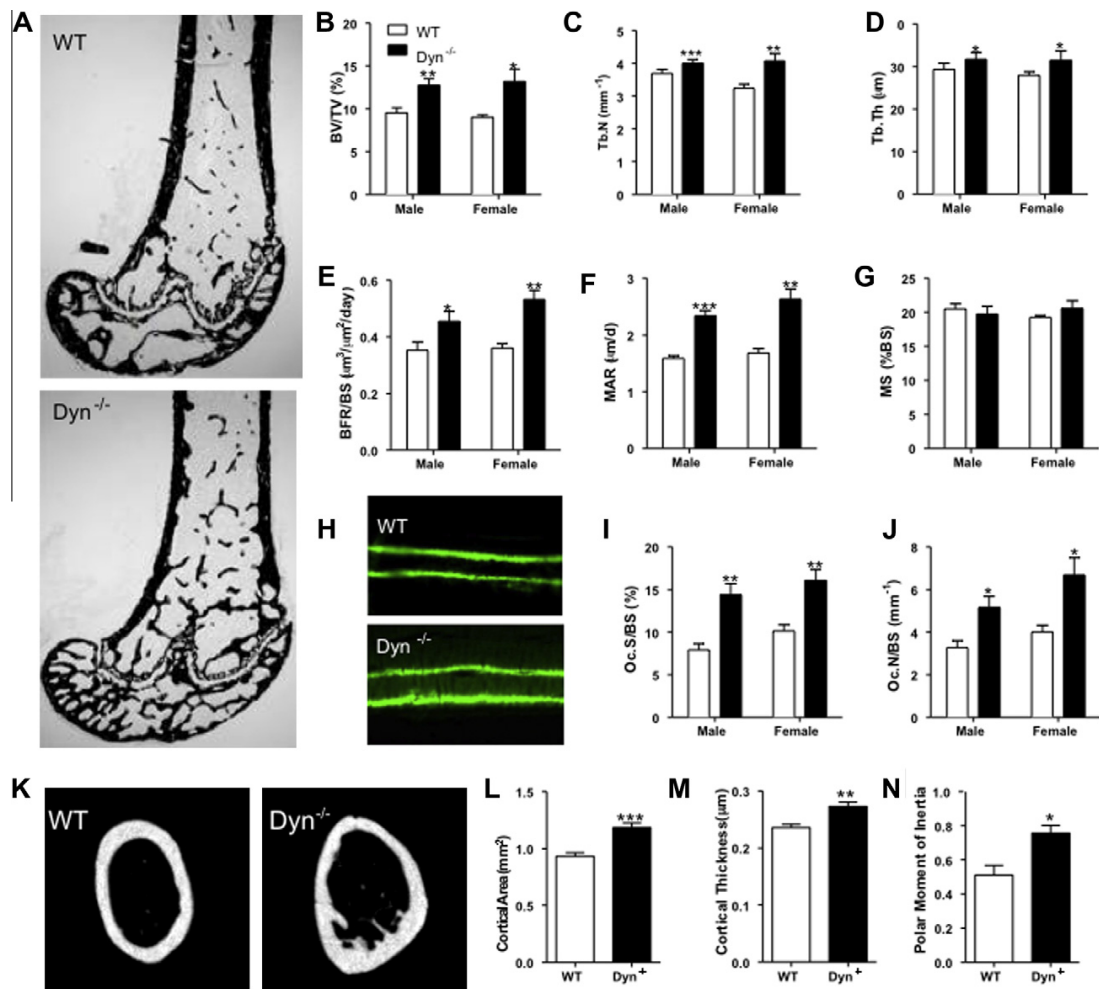 A
WT
Dyn-/-
B
WT
Dyn-/-
20
15
10
5
0
BV/TV (%)
**
*
Male Female
C
5
4
3
2
1
0
Tb.N (mm-1)
***
**
Male Female
D
40
30
20
10
0
Tb.Th (μm)
*
*
Male Female
E
0.6
0.4
0.2
0.0
BFR/BS (μm3/μm2/day)
*
**
Male Female
F
3
2
1
0
MAR (μm/d)
***
**
Male Female
G
25
20
15
10
5
0
MS (%BS)
Male Female
H
WT
Dyn -/-
I
20
15
10
5
0
Oc.S/BS (%)
**
**
Male Female
J
8
6
4
2
0
Oc.N/BS (mm-1)
*
*
Male Female
K
WT
Dyn-/-
L
1.5
1.0
0.5
0.0
Cortical Area(mm2)
***
WT
M
0.3
0.2
0.1
0.0
Cortical Thickness(μm)
**
WT
N
1.0
0.8
0.6
0.4
0.2
0.0
Polar Moment of Inertia
*
WT